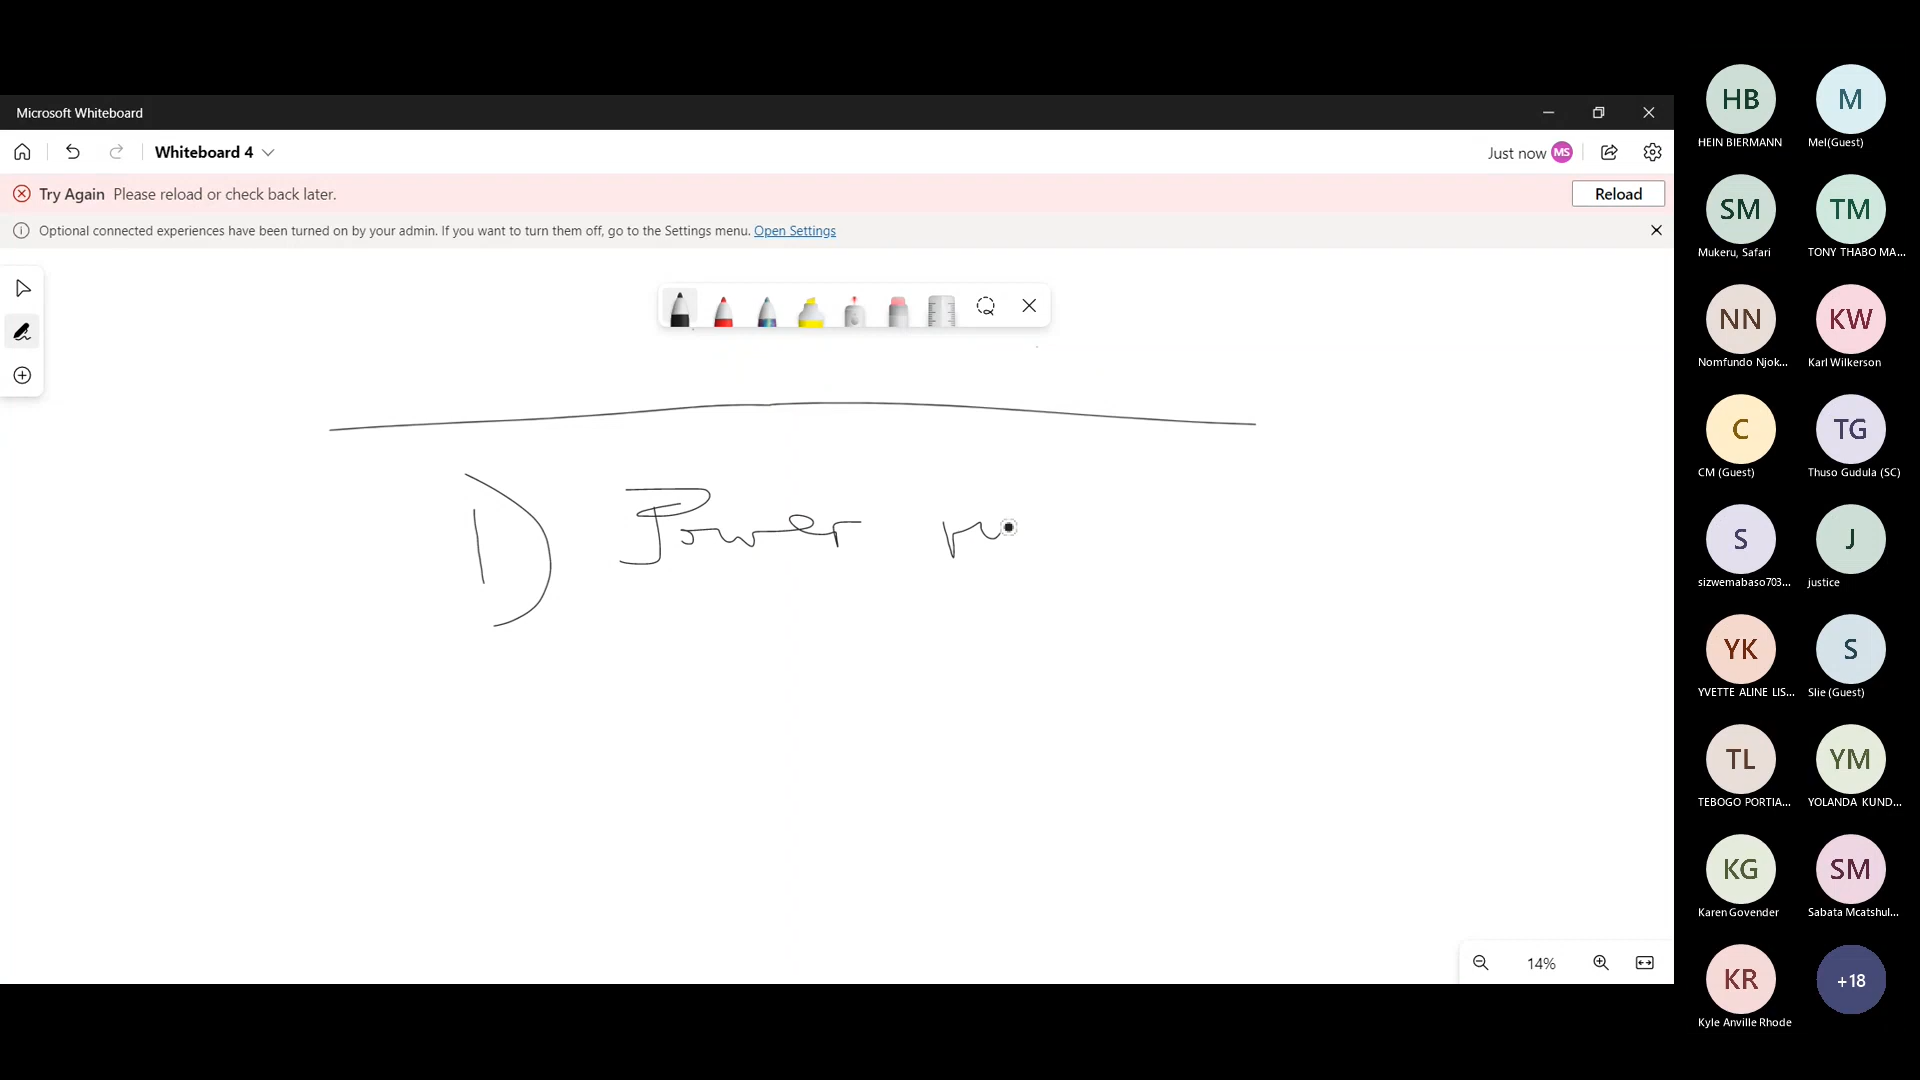 Microsoft Whiteboard
Whiteboard 4
Just now MS
Try Again Please reload or check back later.
Reload
Optional connected experiences have been turned on by your admin. If you want to turn them off, go to the Settings menu. Open Settings
D Power
14%
HB M
HEIN BIERMANN Mel(Guest)
SM TM
Mukeru, Safari TONY THABO MA...
NN KW
Nomfundo Njok... Karl Wilkerson
C TG
CM (Guest) Thuso Gudula (SC)
S J
sizwemabaso703... justice
YK S
YVETTE ALINE LIS... Slie (Guest)
TL YM
TEBOGO PORTIA... YOLANDA KUND...
KG SM
Karen Govender Sabata Mcatshul...
KR +18
Kyle Anville Rhode